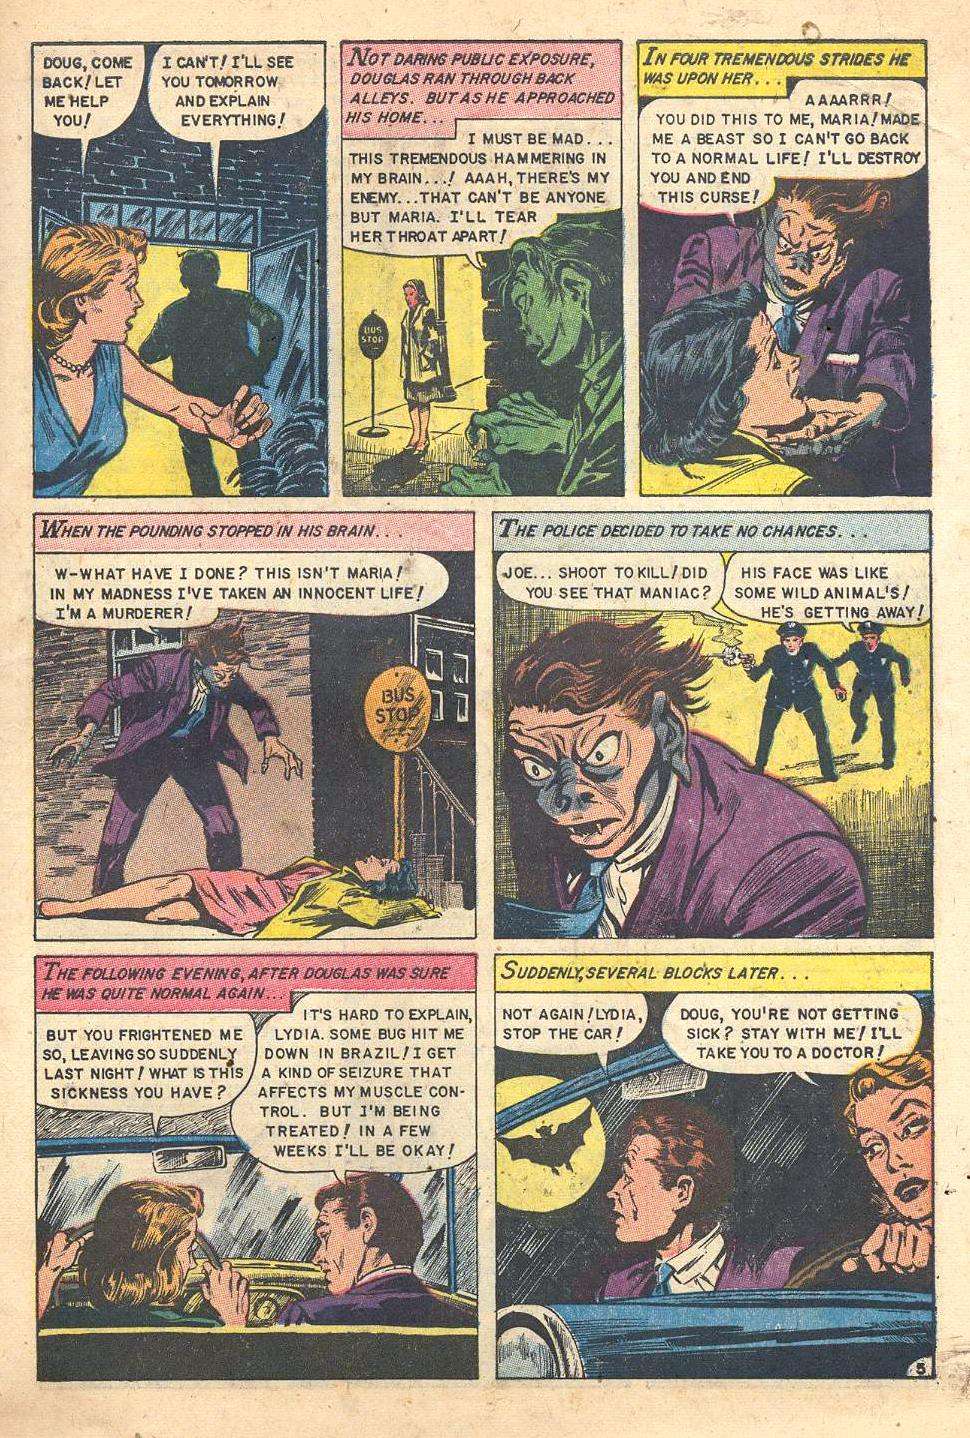 DOUG, COME
BACK! LET
ME HELP
YOU!
I CAN'T! I'LL SEE
YOU TOMORROW
AND EXPLAIN
EVERYTHING!
NOT DARING PUBLIC EXPOSURE,
DOUGLAS RAN THROUGH BACK
ALLEYS. BUT AS HE APPROACHED
HIS HOME...
I MUST BE MAD...
THIS TREMENDOUS HAMMERING IN
MY BRAIN...! AAAH, THERE'S MY
ENEMY...THAT CAN'T BE ANYONE
BUT MARIA. I'LL TEAR
HER THROAT APART!
BUS
STOP
IN FOUR TREMENDOUS STRIDES HE
WAS UPON HER...
AAAARRR!
YOU DID THIS TO ME, MARIA! MADE
ME A BEAST SO I CAN'T GO BACK
TO A NORMAL LIFE! I'LL DESTROY
YOU AND END
THIS CURSE!
WHEN THE POUNDING STOPPED IN HIS BRAIN...
W-WHAT HAVE I DONE? THIS ISN'T MARIA!
IN MY MADNESS I'VE TAKEN AN INNOCENT LIFE!
I'M A MURDERER!
BUS
STOP
THE POLICE DECIDED TO TAKE NO CHANCES...
JOE... SHOOT TO KILL! DID
YOU SEE THAT MANIAC?
HIS FACE WAS LIKE
SOME WILD ANIMAL'S!
HE'S GETTING AWAY!
THE FOLLOWING EVENING, AFTER DOUGLAS WAS SURE
HE WAS QUITE NORMAL AGAIN...
BUT YOU FRIGHTENED ME
SO, LEAVING SO SUDDENLY
LAST NIGHT! WHAT IS THIS
SICKNESS YOU HAVE?
IT'S HARD TO EXPLAIN,
LYDIA. SOME BUG HIT ME
DOWN IN BRAZIL! I GET
A KIND OF SEIZURE THAT
AFFECTS MY MUSCLE CON-
TROL. BUT I'M BEING
TREATED! IN A FEW
WEEKS I'LL BE OKAY!
SUDDENLY, SEVERAL BLOCKS LATER...
NOT AGAIN! LYDIA,
STOP THE CAR!
DOUG, YOU'RE NOT GETTING
SICK? STAY WITH ME! I'LL
TAKE YOU TO A DOCTOR!
5